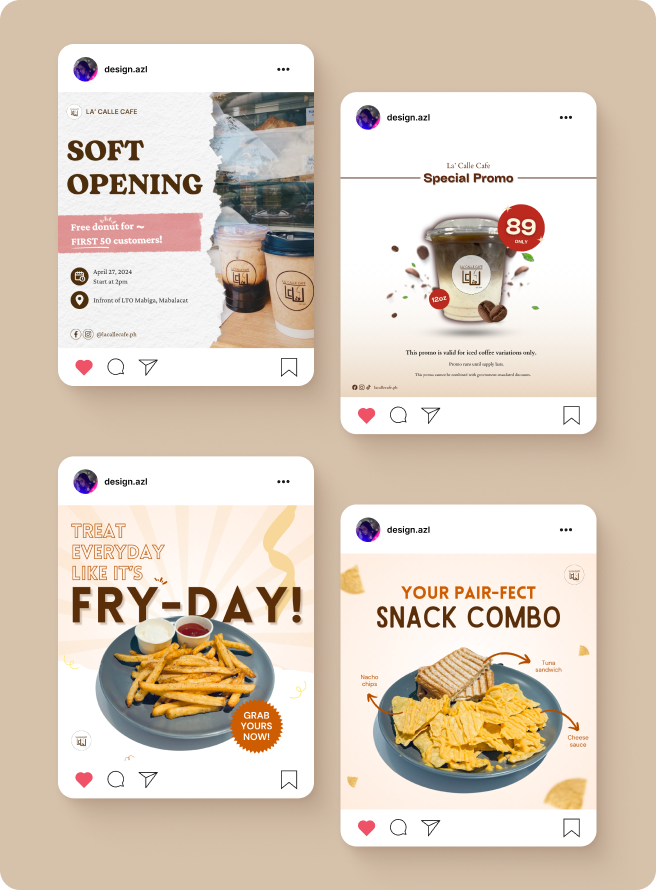 design.azl
LA' CALLE CAFE
SOFT
OPENING
Free donut for ~
FIRST 50 customers!
April 27, 2024
Start at 2pm
Infront of LTO Mabiga, Mabalacat
@lacallecafe.ph
design.azl
La' Calle Cafe
Special Promo
89
ONLY
12oz
This promo is valid for iced coffee variations only.
Promo runs until supply lasts.
This promo cannot be combined with government-mandated discounts.
lacallecafe.ph
design.azl
TREAT
EVERYDAY
LIKE IT'S
FRY-DAY!
GRAB
YOURS
NOW!
design.azl
YOUR PAIR-FECT
SNACK COMBO
Tuna
sandwich
Nacho
chips
Cheese
sauce